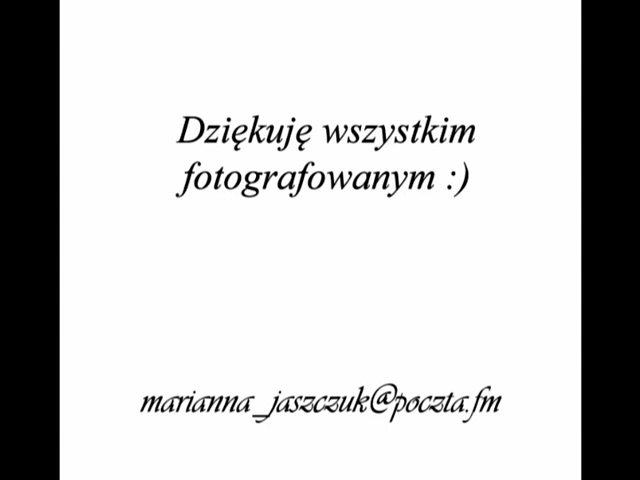 Dziękuję wszystkim
fotografowanym :)
marianna_jaszczuk@poczta.fm